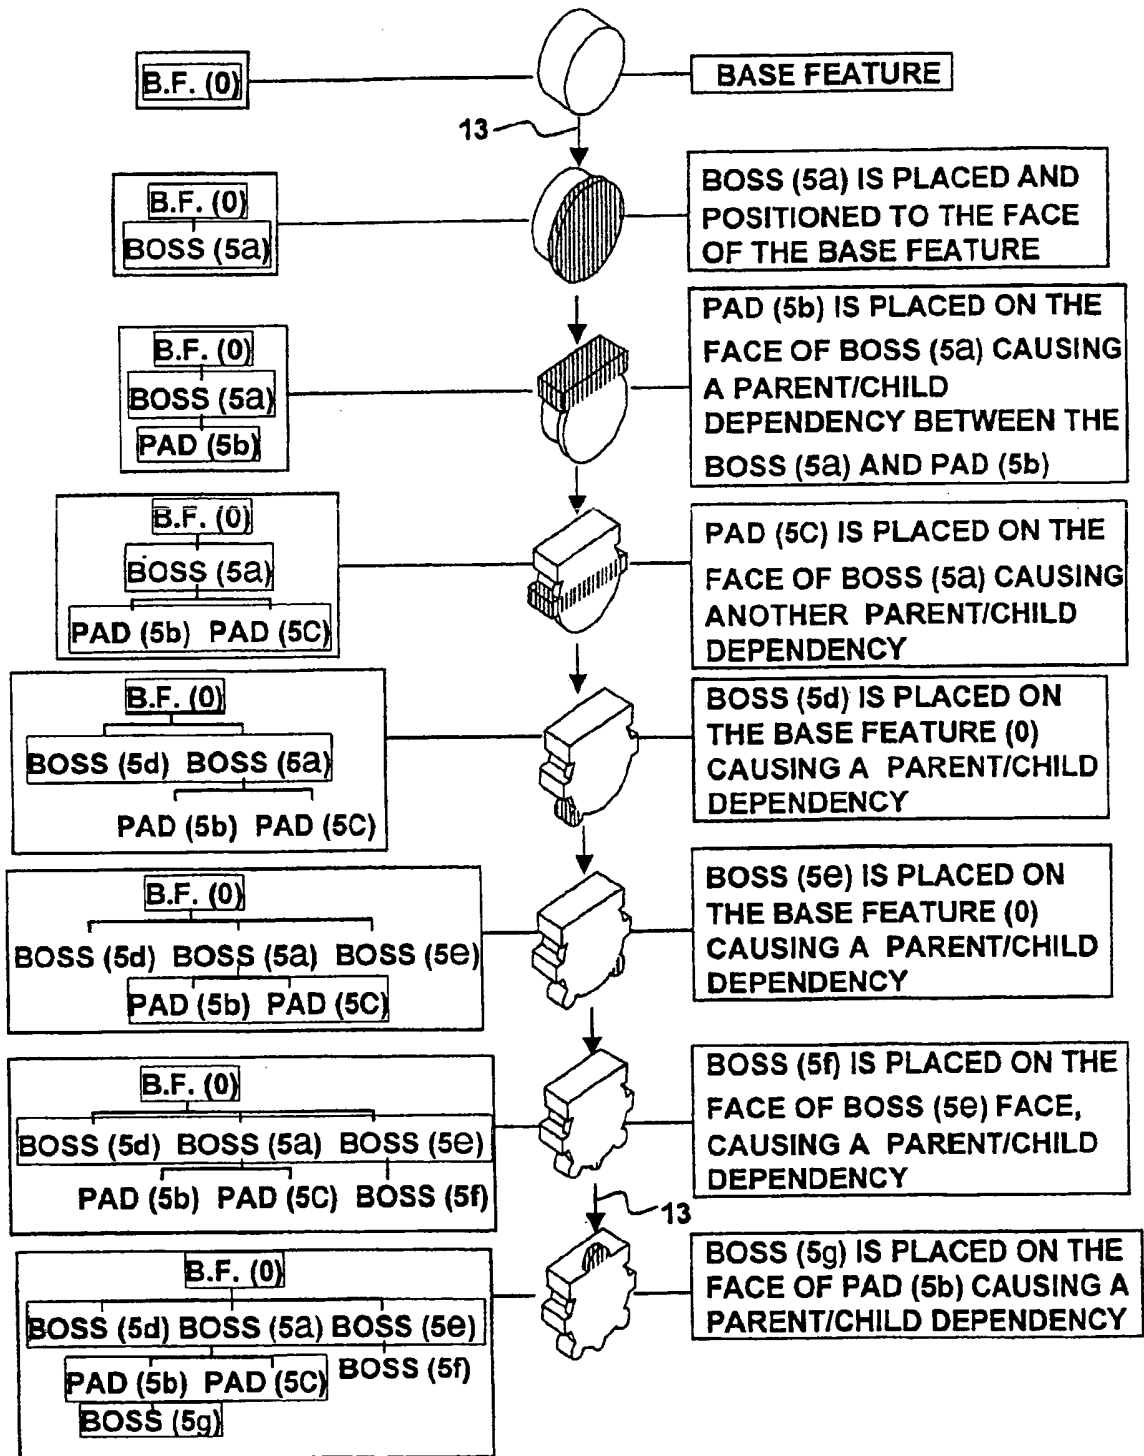 B.F. (0)
BASE FEATURE
13
B.F. (0)
BOSS (5a)
BOSS (5a) IS PLACED AND
POSITIONED TO THE FACE
OF THE BASE FEATURE
B.F. (0)
BOSS (5a)
PAD (5b)
PAD (5b) IS PLACED ON THE
FACE OF BOSS (5a) CAUSING
A PARENT/CHILD
DEPENDENCY BETWEEN THE
BOSS (5a) AND PAD (5b)
B.F. (0)
BOSS (5a)
PAD (5b) PAD (5C)
PAD (5C) IS PLACED ON THE
FACE OF BOSS (5a) CAUSING
ANOTHER PARENT/CHILD
DEPENDENCY
B.F. (0)
BOSS (5d) BOSS (5a)
PAD (5b) PAD (5C)
BOSS (5d) IS PLACED ON
THE BASE FEATURE (0)
CAUSING A PARENT/CHILD
DEPENDENCY
B.F. (0)
BOSS (5d) BOSS (5a) BOSS (5e)
PAD (5b) PAD (5C)
BOSS (5e) IS PLACED ON
THE BASE FEATURE (0)
CAUSING A PARENT/CHILD
DEPENDENCY
B.F. (0)
BOSS (5d) BOSS (5a) BOSS (5e)
PAD (5b) PAD (5C) BOSS (5f)
BOSS (5f) IS PLACED ON THE
FACE OF BOSS (5e) FACE,
CAUSING A PARENT/CHILD
DEPENDENCY
13
B.F. (0)
BOSS (5d) BOSS (5a) BOSS (5e)
PAD (5b) PAD (5C) BOSS (5f)
BOSS (5g)
BOSS (5g) IS PLACED ON THE
FACE OF PAD (5b) CAUSING A
PARENT/CHILD DEPENDENCY